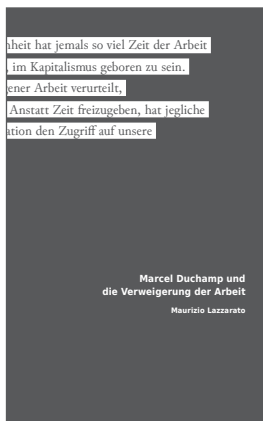 nheit hat jemals so viel Zeit der Arbeit
, im Kapitalismus geboren zu sein.
gener Arbeit verurteilt,
Anstatt Zeit freizugeben, hat jegliche
ation den Zugriff auf unsere
Marcel Duchamp und
die Verweigerung der Arbeit
Maurizio Lazzarato